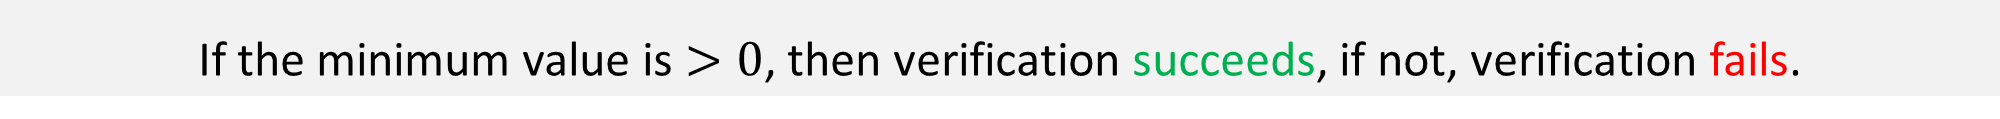 If the minimum value is > 0, then verification succeeds, if not, verification fails.